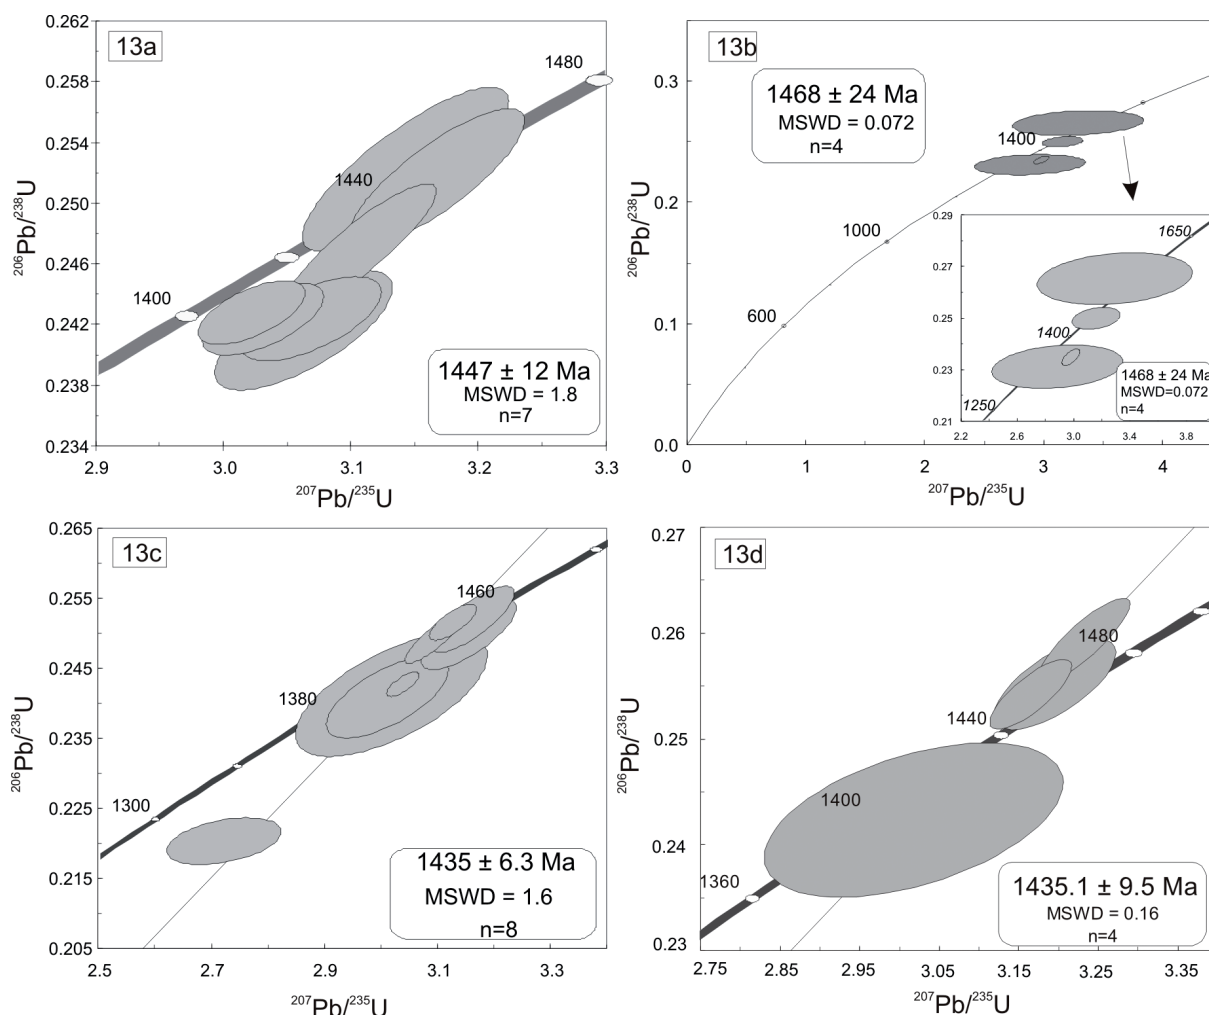 13a
0.262
0.258
0.254
0.250
0.246
0.242
0.238
0.234
1480
1440
1400
1447 ± 12 Ma
MSWD = 1.8
n=7
2.9
3.0
3.1
3.2
3.3
206Pb/238U
207Pb/235U
13b
0.3
0.2
0.1
0.0
1468 ± 24 Ma
MSWD = 0.072
n=4
1400
1000
600
0.29
0.27
0.25
0.23
0.21
1650
1400
1250
1468 ± 24 Ma
MSWD=0.072
n=4
2.2
2.6
3.0
3.4
3.8
0
1
2
3
4
206Pb/238U
207Pb/235U
13c
0.265
0.255
0.245
0.235
0.225
0.215
0.205
1460
1380
1300
1435 ± 6.3 Ma
MSWD = 1.6
n=8
2.5
2.7
2.9
3.1
3.3
206Pb/238U
207Pb/235U
13d
0.27
0.26
0.25
0.24
0.23
1480
1440
1400
1360
1435.1 ± 9.5 Ma
MSWD = 0.16
n=4
2.75
2.85
2.95
3.05
3.15
3.25
3.35
206Pb/238U
207Pb/235U